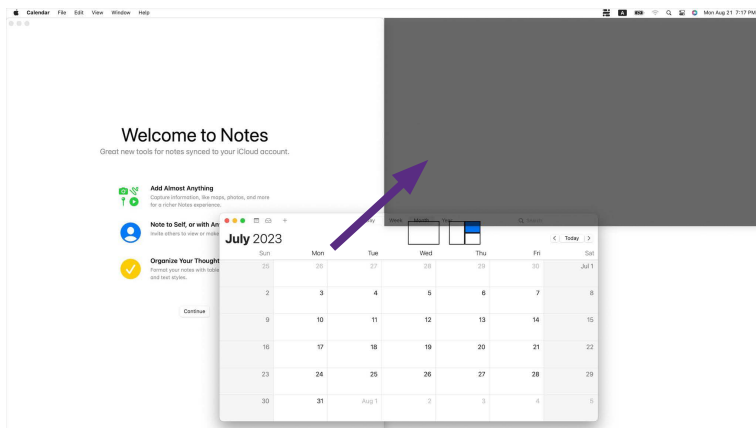 Calendar File Edit View Window Help
A
Mon Aug 21 7:17 PM
Welcome to Notes
Great new tools for notes synced to your iCloud account.
Add Almost Anything
Capture information, like maps, photos, and more
for a richer Notes experience.
Note to Self, or with An
Invite others to view or make
Organize Your Thought
Format your notes with table
and text styles.
Continue
Week Month
Search
July 2023
Today
Sun Mon Tue Wed Thu Fri Sat
25 26 27 28 29 30 Jul 1
2 3 4 5 6 7 8
9 10 11 12 13 14 15
16 17 18 19 20 21 22
23 24 25 26 27 28 29
30 31 Aug 1 2 3 4 5